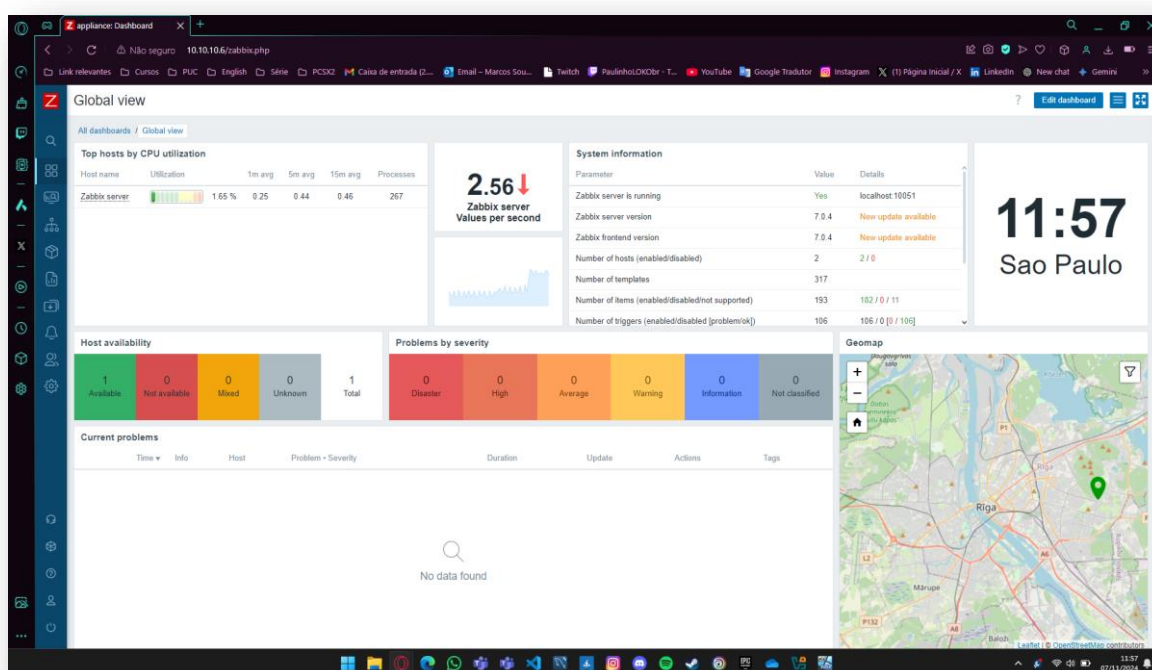 Z appliance: Dashboard
Não seguro 10.10.10.6/zabbix.php
Link relevantes Cursos PUC English Série PCSX2 Caixa de entrada (2... Email – Marcos Sou... Twitch PaulinhoLOKObr - T... YouTube Google Tradutor Instagram (1) Página Inicial / X LinkedIn New chat Gemini »
Z Global view ? Edit dashboard
All dashboards / Global view
Top hosts by CPU utilization
Host name Utilization 1m avg 5m avg 15m avg Processes
Zabbix server 1.65 % 0.25 0.44 0.46 267
2.56
Zabbix server
Values per second
System information
Parameter Value Details
Zabbix server is running Yes localhost:10051
Zabbix server version 7.0.4 New update available
Zabbix frontend version 7.0.4 New update available
Number of hosts (enabled/disabled) 2 2 / 0
Number of templates 317
Number of items (enabled/disabled/not supported) 193 182 / 0 / 11
Number of triggers (enabled/disabled [problem/ok]) 106 106 / 0 [0 / 106]
11:57
Sao Paulo
Host availability
1 0 0 0 1
Available Not available Mixed Unknown Total
Problems by severity
0 0 0 0 0 0
Disaster High Average Warning Information Not classified
Geomap
+
−
P1
Rīga
Rīga
A6
L2
Mārupe
P132
A8
Baloži
Leaflet | © OpenStreetMap contributors
Current problems
Time Info Host Problem • Severity Duration Update Actions Tags
No data found
11:57
07/11/2024